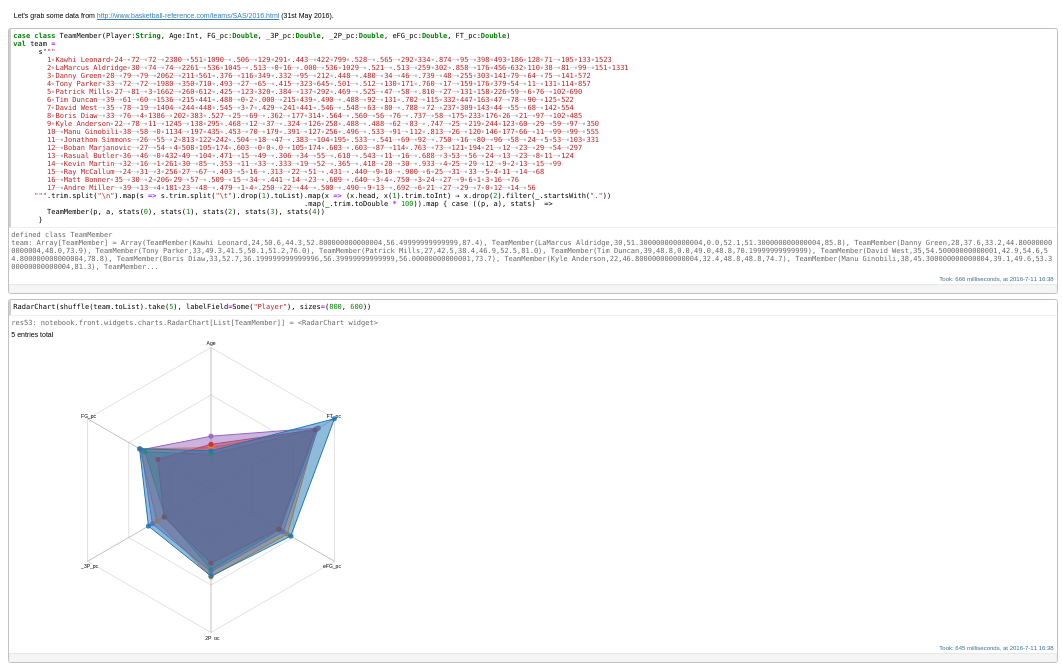 Let's grab some data from http://www.basketball-reference.com/teams/SAS/2016.html (31st May 2016).
case class TeamMember(Player:String, Age:Int, FG_pc:Double, _3P_pc:Double, _2P_pc:Double, eFG_pc:Double, FT_pc:Double)
val team =
s"""
1→Kawhi Leonard→24→72→72→2380→551→1090→.506→129→291→.443→422→799→.528→.565→292→334→.874→95→398→493→186→128→71→105→133→1523
2→LaMarcus Aldridge→30→74→74→2261→536→1045→.513→0→16→.000→536→1029→.521→.513→259→302→.858→176→456→632→110→38→81→99→151→1331
3→Danny Green→28→79→79→2062→211→561→.376→116→349→.332→95→212→.448→.480→34→46→.739→48→255→303→141→79→64→75→141→572
4→Tony Parker→33→72→72→1980→350→710→.493→27→65→.415→323→645→.501→.512→130→171→.760→17→159→176→379→54→11→131→114→857
5→Patrick Mills→27→81→3→1662→260→612→.425→123→320→.384→137→292→.469→.525→47→58→.810→27→131→158→226→59→6→76→102→690
6→Tim Duncan→39→61→60→1536→215→441→.488→0→2→.000→215→439→.490→.488→92→131→.702→115→332→447→163→47→78→90→125→522
7→David West→35→78→19→1404→244→448→.545→3→7→.429→241→441→.546→.548→63→80→.788→72→237→309→143→44→55→68→142→554
8→Boris Diaw→33→76→4→1386→202→383→.527→25→69→.362→177→314→.564→.560→56→76→.737→58→175→233→176→26→21→97→102→485
9→Kyle Anderson→22→78→11→1245→138→295→.468→12→37→.324→126→258→.488→.488→62→83→.747→25→219→244→123→60→29→59→97→350
10→Manu Ginobili→38→58→0→1134→197→435→.453→70→179→.391→127→256→.496→.533→91→112→.813→26→120→146→177→66→11→99→99→555
11→Jonathon Simmons→26→55→2→813→122→242→.504→18→47→.383→104→195→.533→.541→69→92→.750→16→80→96→58→24→5→53→103→331
12→Boban Marjanovic→27→54→4→508→105→174→.603→0→0→.0→105→174→.603→.603→87→114→.763→73→121→194→21→12→23→29→54→297
13→Rasual Butler→36→46→0→432→49→104→.471→15→49→.306→34→55→.618→.543→11→16→.688→3→53→56→24→13→23→8→11→124
14→Kevin Martin→32→16→1→261→30→85→.353→11→33→.333→19→52→.365→.418→28→30→.933→4→25→29→12→9→2→13→15→99
15→Ray McCallum→24→31→3→256→27→67→.403→5→16→.313→22→51→.431→.440→9→10→.900→6→25→31→33→5→4→11→14→68
16→Matt Bonner→35→30→2→206→29→57→.509→15→34→.441→14→23→.609→.640→3→4→.750→3→24→27→9→6→1→3→16→76
17→Andre Miller→39→13→4→181→23→48→.479→1→4→.250→22→44→.500→.490→9→13→.692→6→21→27→29→7→0→12→14→56
""".trim.split("\n").map(s => s.trim.split("\t").drop(1).toList).map(x => (x.head, x(1).trim.toInt) → x.drop(2).filter(_.startsWith("."))
.map(_.trim.toDouble * 100)).map { case ((p, a), stats) =>
TeamMember(p, a, stats(0), stats(1), stats(2), stats(3), stats(4))
}
defined class TeamMember
team: Array[TeamMember] = Array(TeamMember(Kawhi Leonard,24,50.6,44.3,52.800000000000004,56.49999999999999,87.4), TeamMember(LaMarcus Aldridge,30,51.300000000000004,0.0,52.1,51.300000000000004,85.8), TeamMember(Danny Green,28,37.6,33.2,44.80000000
0000004,48.0,73.9), TeamMember(Tony Parker,33,49.3,41.5,50.1,51.2,76.0), TeamMember(Patrick Mills,27,42.5,38.4,46.9,52.5,81.0), TeamMember(Tim Duncan,39,48.8,0.0,49.0,48.8,70.19999999999999), TeamMember(David West,35,54.50000000000001,42.9,54.6,5
4.800000000000004,78.8), TeamMember(Boris Diaw,33,52.7,36.199999999999996,56.39999999999999,56.00000000000001,73.7), TeamMember(Kyle Anderson,22,46.800000000000004,32.4,48.8,48.8,74.7), TeamMember(Manu Ginobili,38,45.300000000000004,39.1,49.6,53.3
00000000000004,81.3), TeamMember...
Took: 666 milliseconds, at 2016-7-11 16:38
RadarChart(shuffle(team.toList).take(5), labelField=Some("Player"), sizes=(800, 600))
res53: notebook.front.widgets.charts.RadarChart[List[TeamMember]] = <RadarChart widget>
5 entries total
Age
FG_pc
FT_pc
_3P_pc
eFG_pc
2P_pc
Took: 645 milliseconds, at 2016-7-11 16:38